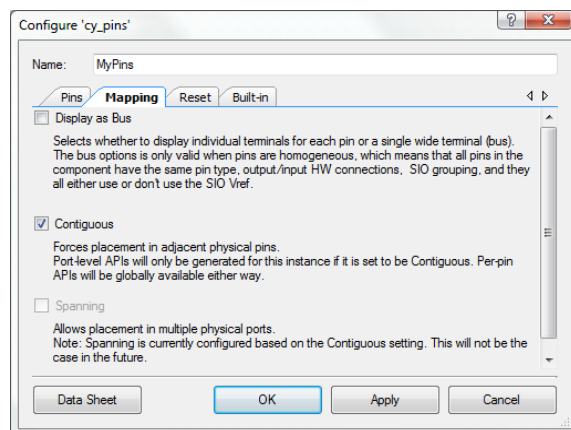 Configure 'cy_pins'
Name: MyPins
Pins Mapping Reset Built-in
Display as Bus
Selects whether to display individual terminals for each pin or a single wide terminal (bus).
The bus options is only valid when pins are homogeneous, which means that all pins in the
component have the same pin type, output/input HW connections, SIO grouping, and they
all either use or don't use the SIO Vref.
Contiguous
Forces placement in adjacent physical pins.
Port-level APIs will only be generated for this instance if it is set to be Contiguous. Per-pin
APIs will be globally available either way.
Spanning
Allows placement in multiple physical ports.
Note: Spanning is currently configured based on the Contiguous setting. This will not be the
case in the future.
Data Sheet OK Apply Cancel